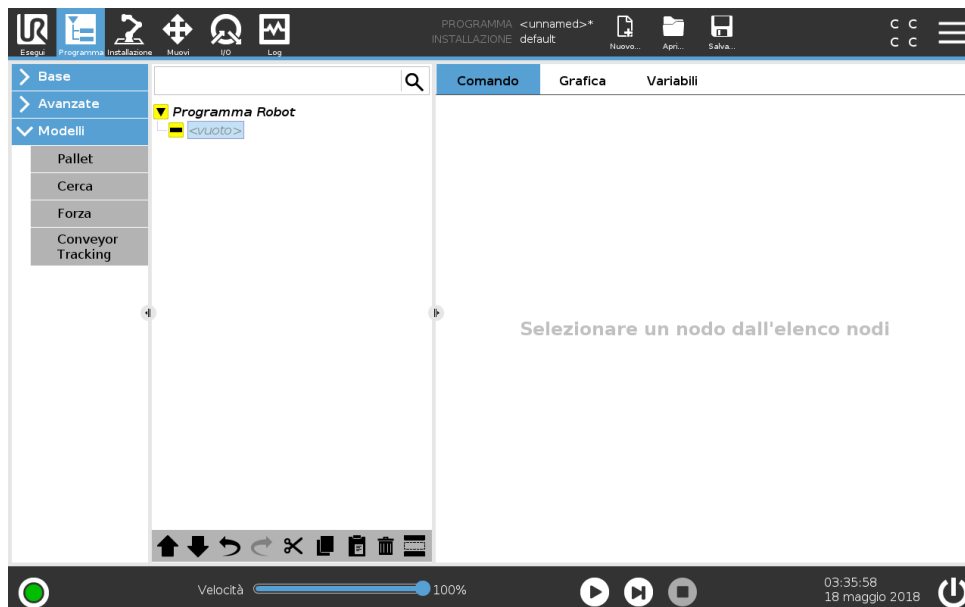 UR
PROGRAMMA <unnamed>*
INSTALLAZIONE default
C C
C C
Esegui Programma Installazione Muovi I/O Log Nuovo... Apri... Salva...
Base
Avanzate
Modelli
Pallet
Cerca
Forza
Conveyor
Tracking
Programma Robot
<vuoto>
Comando Grafica Variabili
Selezionare un nodo dall'elenco nodi
Velocità 100%
03:35:58
18 maggio 2018